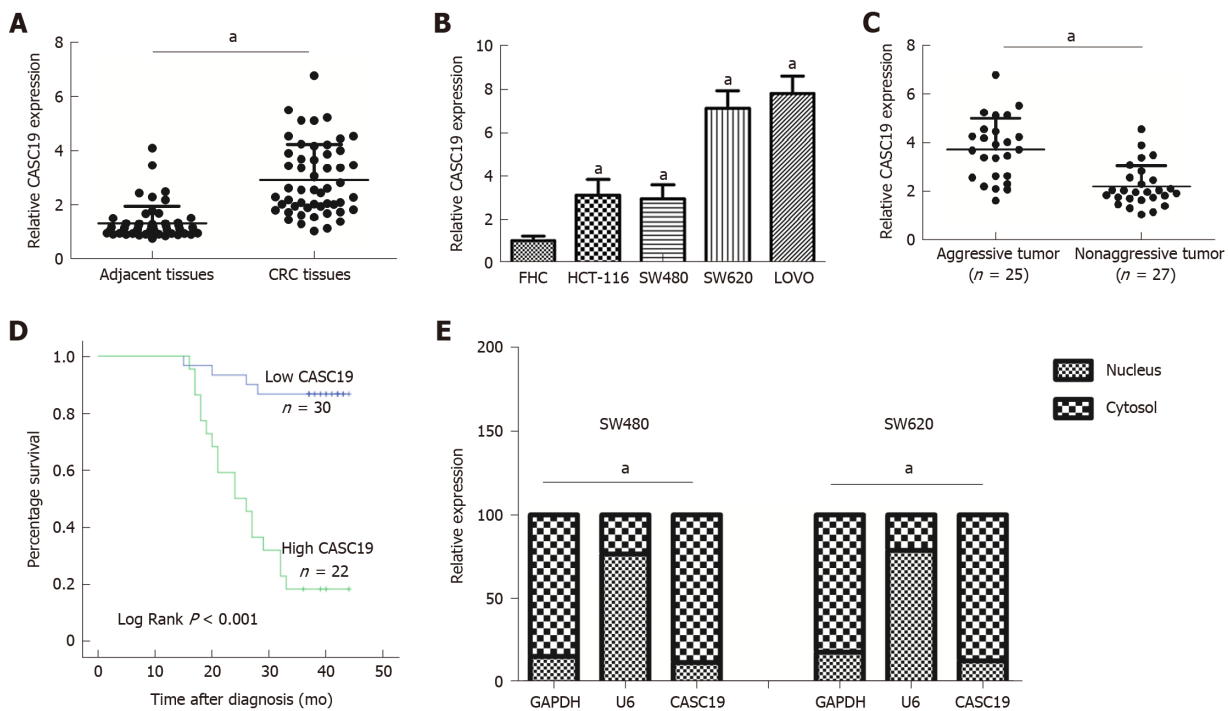 A
a
Relative CASC19 expression
8
6
4
2
0
Adjacent tissues
CRC tissues
B
Relative CASC19 expression
10
8
6
4
2
0
a
a
a
a
FHC
HCT-116
SW480
SW620
LOVO
C
a
Relative CASC19 expression
8
6
4
2
0
Aggressive tumor
(n = 25)
Nonaggressive tumor
(n = 27)
D
Percentage survival
1.0
0.8
0.6
0.4
0.2
0
Low CASC19
n = 30
High CASC19
n = 22
Log Rank P < 0.001
0
10
20
30
40
50
Time after diagnosis (mo)
E
Relative expression
200
150
100
50
0
SW480
a
SW620
a
GAPDH
U6
CASC19
GAPDH
U6
CASC19
Nucleus
Cytosol